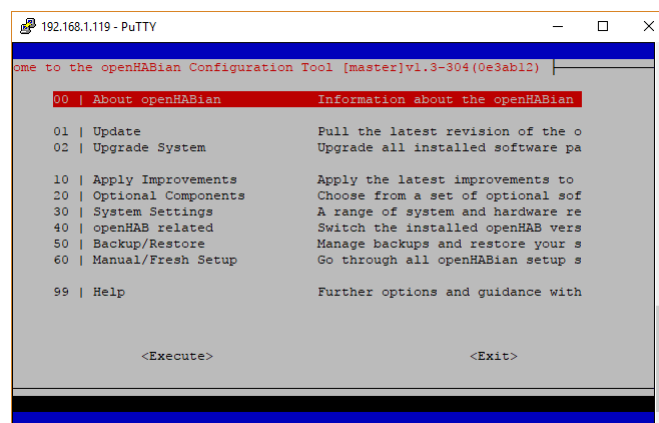 192.168.1.119 - PuTTY
ome to the openHABian Configuration Tool [master]v1.3-304(0e3ab12)
00 | About openHABian Information about the openHABian
01 | Update Pull the latest revision of the o
02 | Upgrade System Upgrade all installed software pa
10 | Apply Improvements Apply the latest improvements to
20 | Optional Components Choose from a set of optional sof
30 | System Settings A range of system and hardware re
40 | openHAB related Switch the installed openHAB vers
50 | Backup/Restore Manage backups and restore your s
60 | Manual/Fresh Setup Go through all openHABian setup s
99 | Help Further options and guidance with
<Execute> <Exit>